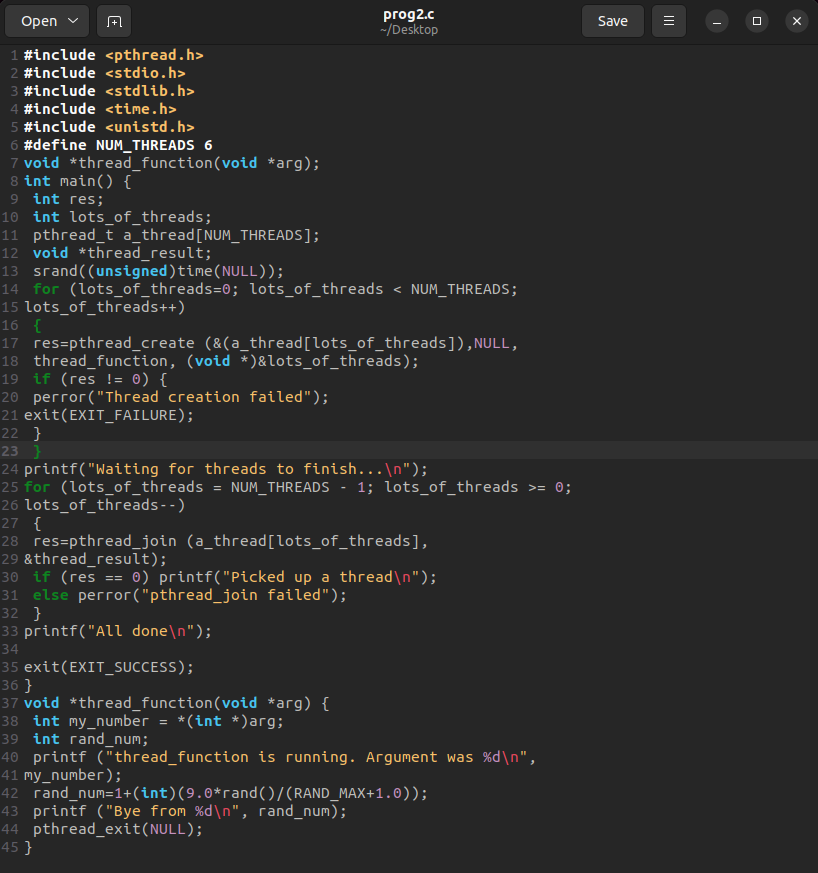 Open
prog2.c
~/Desktop
Save
1 #include <pthread.h>
2 #include <stdio.h>
3 #include <stdlib.h>
4 #include <time.h>
5 #include <unistd.h>
6 #define NUM_THREADS 6
7 void *thread_function(void *arg);
8 int main() {
9  int res;
10  int lots_of_threads;
11  pthread_t a_thread[NUM_THREADS];
12  void *thread_result;
13  srand((unsigned)time(NULL));
14  for (lots_of_threads=0; lots_of_threads < NUM_THREADS;
15 lots_of_threads++)
16  {
17  res=pthread_create (&(a_thread[lots_of_threads]),NULL,
18  thread_function, (void *)&lots_of_threads);
19  if (res != 0) {
20  perror("Thread creation failed");
21 exit(EXIT_FAILURE);
22  }
23  }
24 printf("Waiting for threads to finish...\n");
25 for (lots_of_threads = NUM_THREADS - 1; lots_of_threads >= 0;
26 lots_of_threads--)
27  {
28  res=pthread_join (a_thread[lots_of_threads],
29 &thread_result);
30  if (res == 0) printf("Picked up a thread\n");
31  else perror("pthread_join failed");
32  }
33 printf("All done\n");
34
35 exit(EXIT_SUCCESS);
36 }
37 void *thread_function(void *arg) {
38  int my_number = *(int *)arg;
39  int rand_num;
40  printf ("thread_function is running. Argument was %d\n",
41 my_number);
42  rand_num=1+(int)(9.0*rand()/(RAND_MAX+1.0));
43  printf ("Bye from %d\n", rand_num);
44  pthread_exit(NULL);
45 }